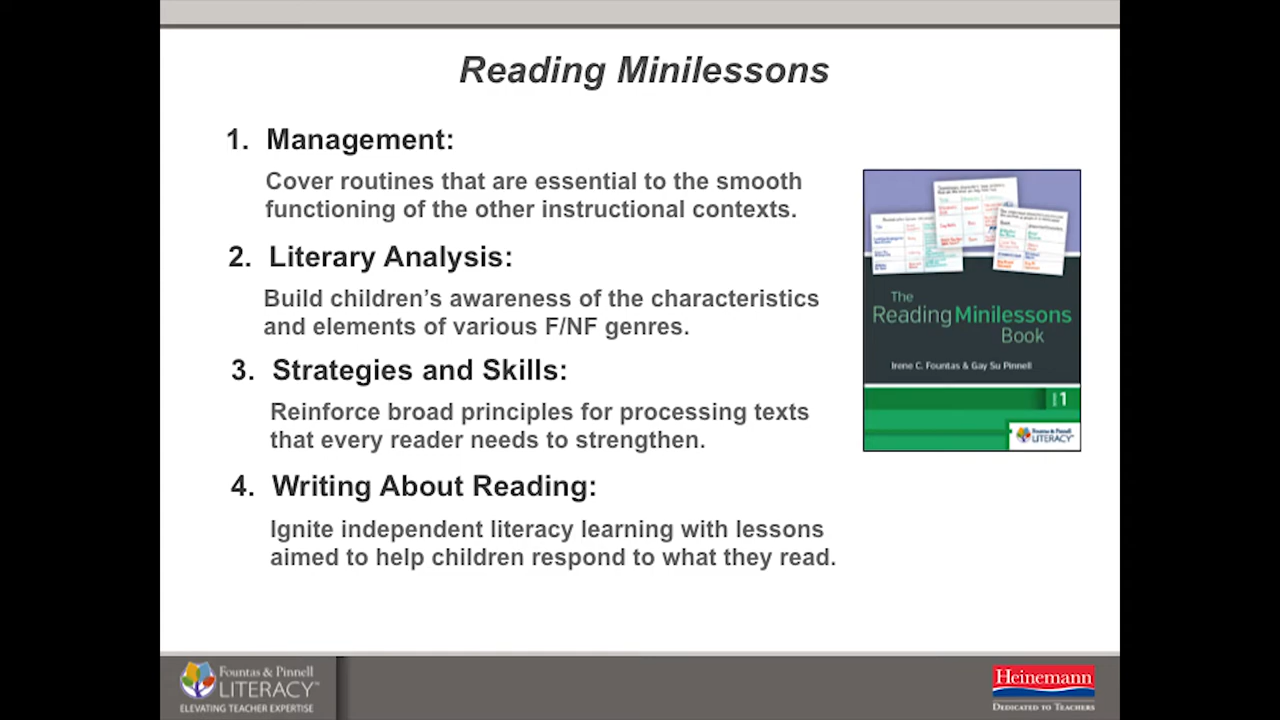 Reading Minilessons
1. Management:
Cover routines that are essential to the smooth
functioning of the other instructional contexts.
2. Literary Analysis:
Build children’s awareness of the characteristics
and elements of various F/NF genres.
3. Strategies and Skills:
Reinforce broad principles for processing texts
that every reader needs to strengthen.
4. Writing About Reading:
Ignite independent literacy learning with lessons
aimed to help children respond to what they read.
The
Reading Minilessons
Book
Irene C. Fountas & Gay Su Pinnell
1
Fountas & Pinnell
LITERACY™
Fountas & Pinnell
LITERACY™
ELEVATING TEACHER EXPERTISE
Heinemann
DEDICATED TO TEACHERS